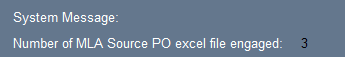 System Message:
Number of MLA Source PO excel file engaged: 3